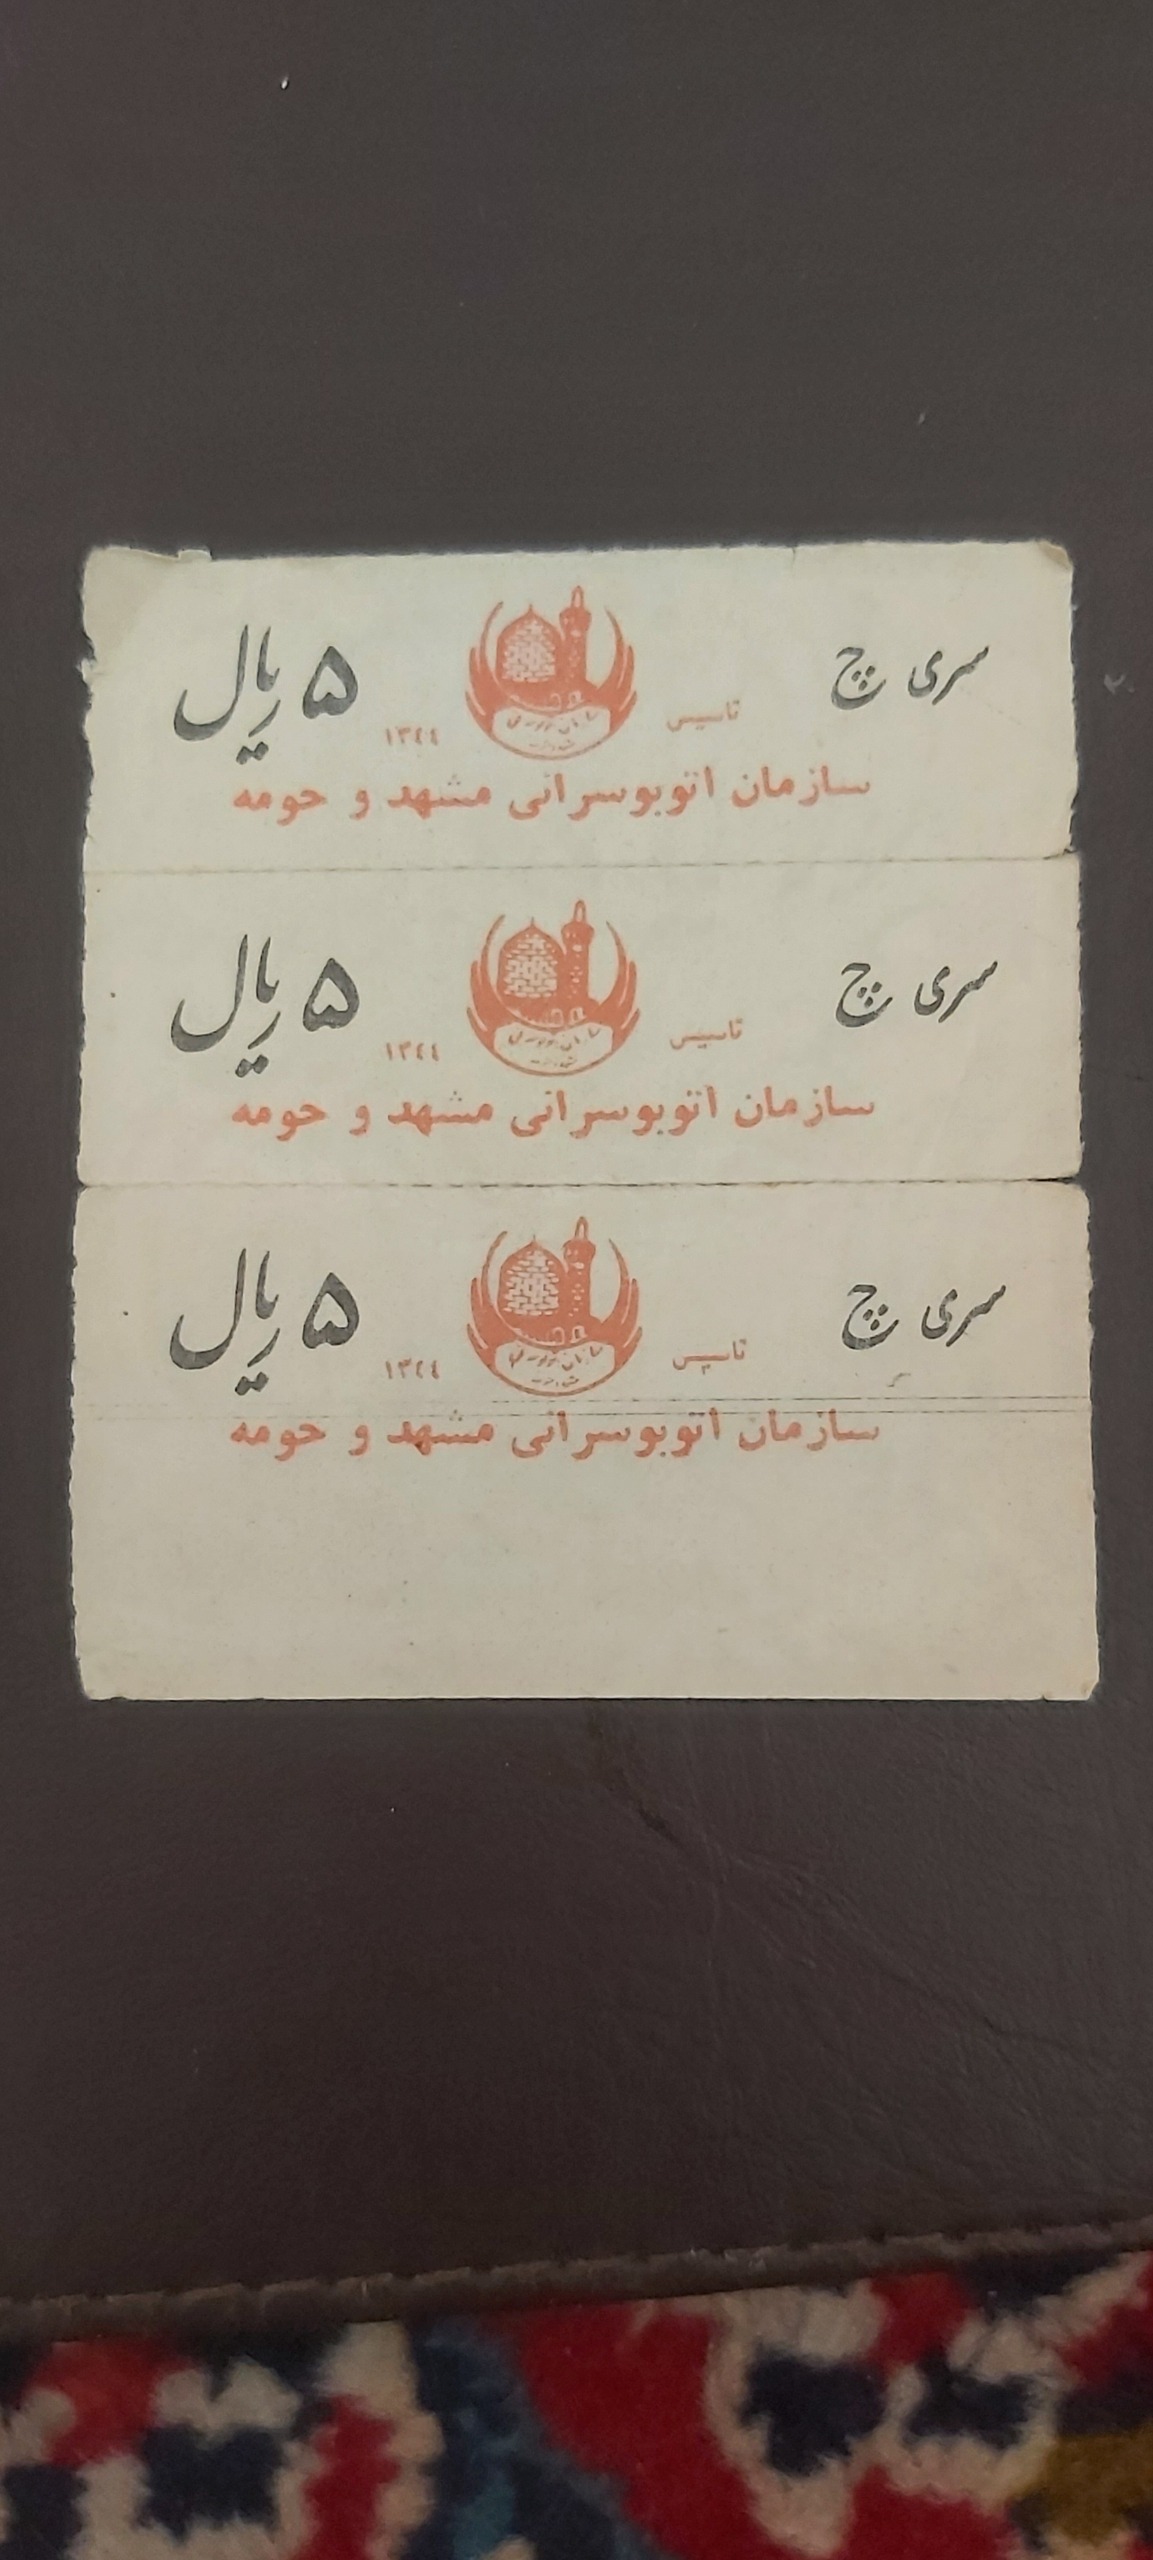 سری چ ۵ ریال
تاسیس ۱۳۴۴
سازمان اتوبوسرانی مشهد و حومه
سری چ ۵ ریال
تاسیس ۱۳۴۴
سازمان اتوبوسرانی مشهد و حومه
سری چ ۵ ریال
تاسیس ۱۳۴۴
سازمان اتوبوسرانی مشهد و حومه